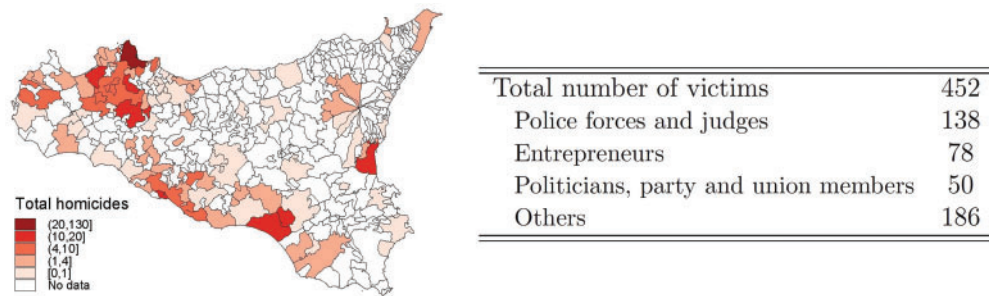 Total homicides
(20,130]
(10,20]
(4,10]
(1,4]
[0,1]
No data
Total number of victims 452
Police forces and judges 138
Entrepreneurs 78
Politicians, party and union members 50
Others 186